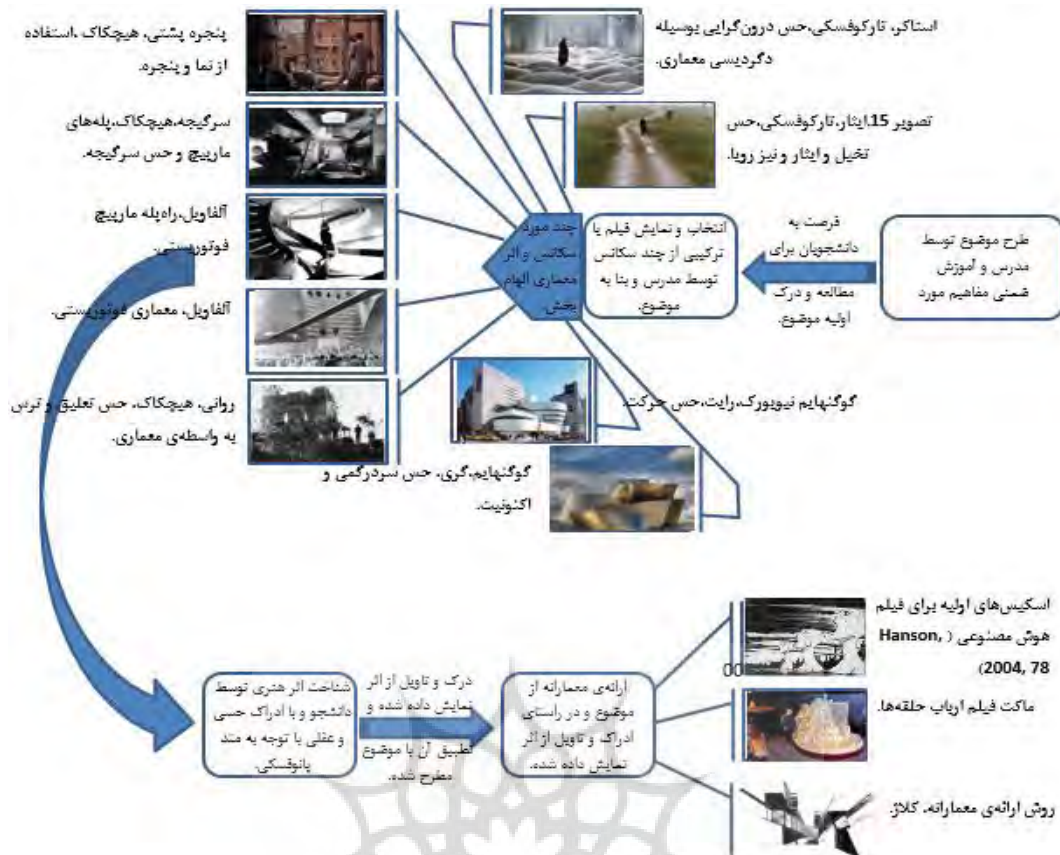 استاکر، تارکوفسکی،حس درون‌گرایی بوسیله
دگردیسی معماری.
تصویر 15.ایثار، تارکوفسکی،حس
تخیل و ایثار و نیز رویا.
پنجره پشتی، هیچکاک ،استفاده
از نما و پنجره.
سرگیجه،هیچکاک،پله‌های
مارپیچ و حس سرگیجه.
آلفاویل،راه‌پله مارپیچ
فوتوریستی.
آلفاویل، معماری فوتوریستی.
روانی، هیچکاک، حس تعلیق و ترس
به واسطه‌ی معماری.
طرح موضوع توسط
مدرس و آموزش
ضمنی مفاهیم مورد
فرصت به
دانشجویان برای
مطالعه و درک
اولیه موضوع.
انتخاب و نمایش فیلم یا
ترکیبی از چند سکانس
توسط مدرس و بنا به
موضوع.
چند مورد
سکانس و اثر
معماری الهام
بخش.
گوگنهایم نیویورک،رایت،حس حرکت.
گوگنهایم،گری، حس سردرگمی و
اکنونیت.
شناخت اثر هنری توسط
دانشجو و با ادراک حسی
و عقلی با توجه به متد
پانوفسکی.
درک و تاویل از اثر
نمایش داده شده و
تطبیق آن با موضوع
مطرح شده.
ارائه‌ی معمارانه از
موضوع و در راستای
ادراک و تاویل از اثر
نمایش داده شده.
اسکیس‌های اولیه برای فیلم
هوش مصنوعی ( Hanson,
2004, 78)
ماکت فیلم ارباب حلقه‌ها.
روش ارائه‌ی معمارانه، کلاژ.